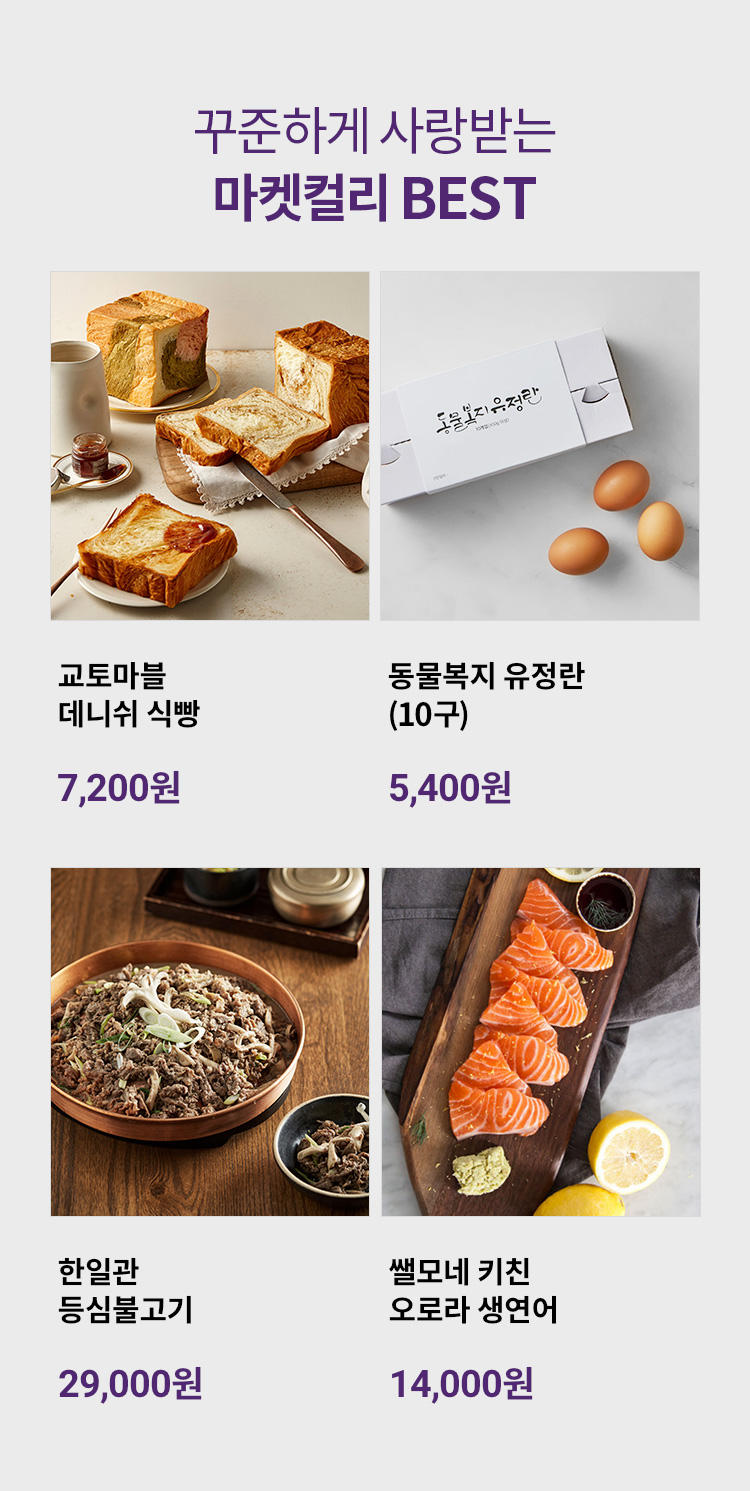 꾸준하게 사랑받는
마켓컬리 BEST
동물복지 유정란
교토마블
데니쉬 식빵
7,200원
동물복지 유정란
(10구)
5,400원
한일관
등심불고기
29,000원
쌜모네 키친
오로라 생연어
14,000원